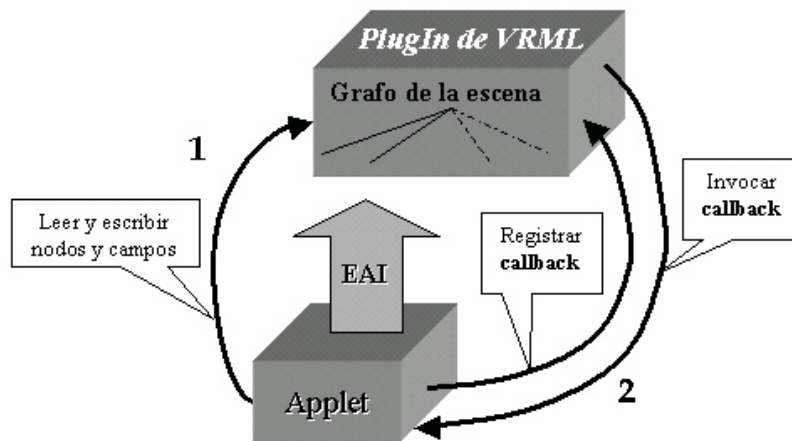 PlugIn de VRML
Grafo de la escena
1
Leer y escribir
nodos y campos
EAI
Registrar
callback
Invocar
callback
Applet
2